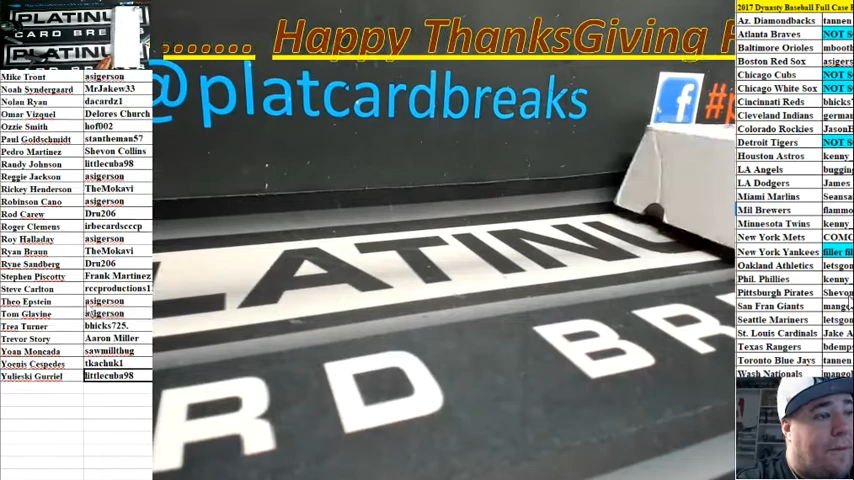 PLATINUM
CARD BREAKS
PLATINUM
Mike Trout asigerson
Noah Syndergaard MrJakew33
Nolan Ryan dacardz1
Omar Vizquel Delores Church
Ozzie Smith hof002
Paul Goldschmidt stantheman57
Pedro Martinez Shevon Collins
Randy Johnson littlecuba98
Reggie Jackson asigerson
Rickey Henderson TheMokavi
Robinson Cano asigerson
Rod Carew Dru206
Roger Clemens irbecardsccp
Roy Halladay asigerson
Ryan Braun TheMokavi
Ryne Sandberg Dru206
Stephen Piscotty Frank Martinez
Steve Carlton rccproductions1
Theo Epstein asigerson
Tom Glavine asigerson
Trea Turner bhicks725.
Trevor Story Aaron Miller
Yoan Moncada sawmillthug
Yoenis Cespedes tkachuk1
Yulieski Gurriel littlecuba98
........ Happy ThanksGiving
@platcardbreaks
f
LATINU
RD BR
2017 Dynasty Baseball Full Case
Az. Diamondbacks tannen
Atlanta Braves NOT S
Baltimore Orioles mbooth
Boston Red Sox asigers
Chicago Cubs NOT S
Chicago White Sox NOT S
Cincinnati Reds bhicks
Cleveland Indians german
Colorado Rockies JasonE
Detroit Tigers NOT S
Houston Astros kenny
LA Angels buggin
LA Dodgers James
Miami Marlins Seansa
Mil Brewers flammo
Minnesota Twins kenny
New York Mets COMC
New York Yankees filler fil
Oakland Athletics letsgo
Phil. Phillies kenny
Pittsburgh Pirates Shevo
San Fran Giants mang
Seattle Mariners letsgo
St. Louis Cardinals Jake A
Texas Rangers bdemp
Toronto Blue Jays tannen
Wash Nationals mango